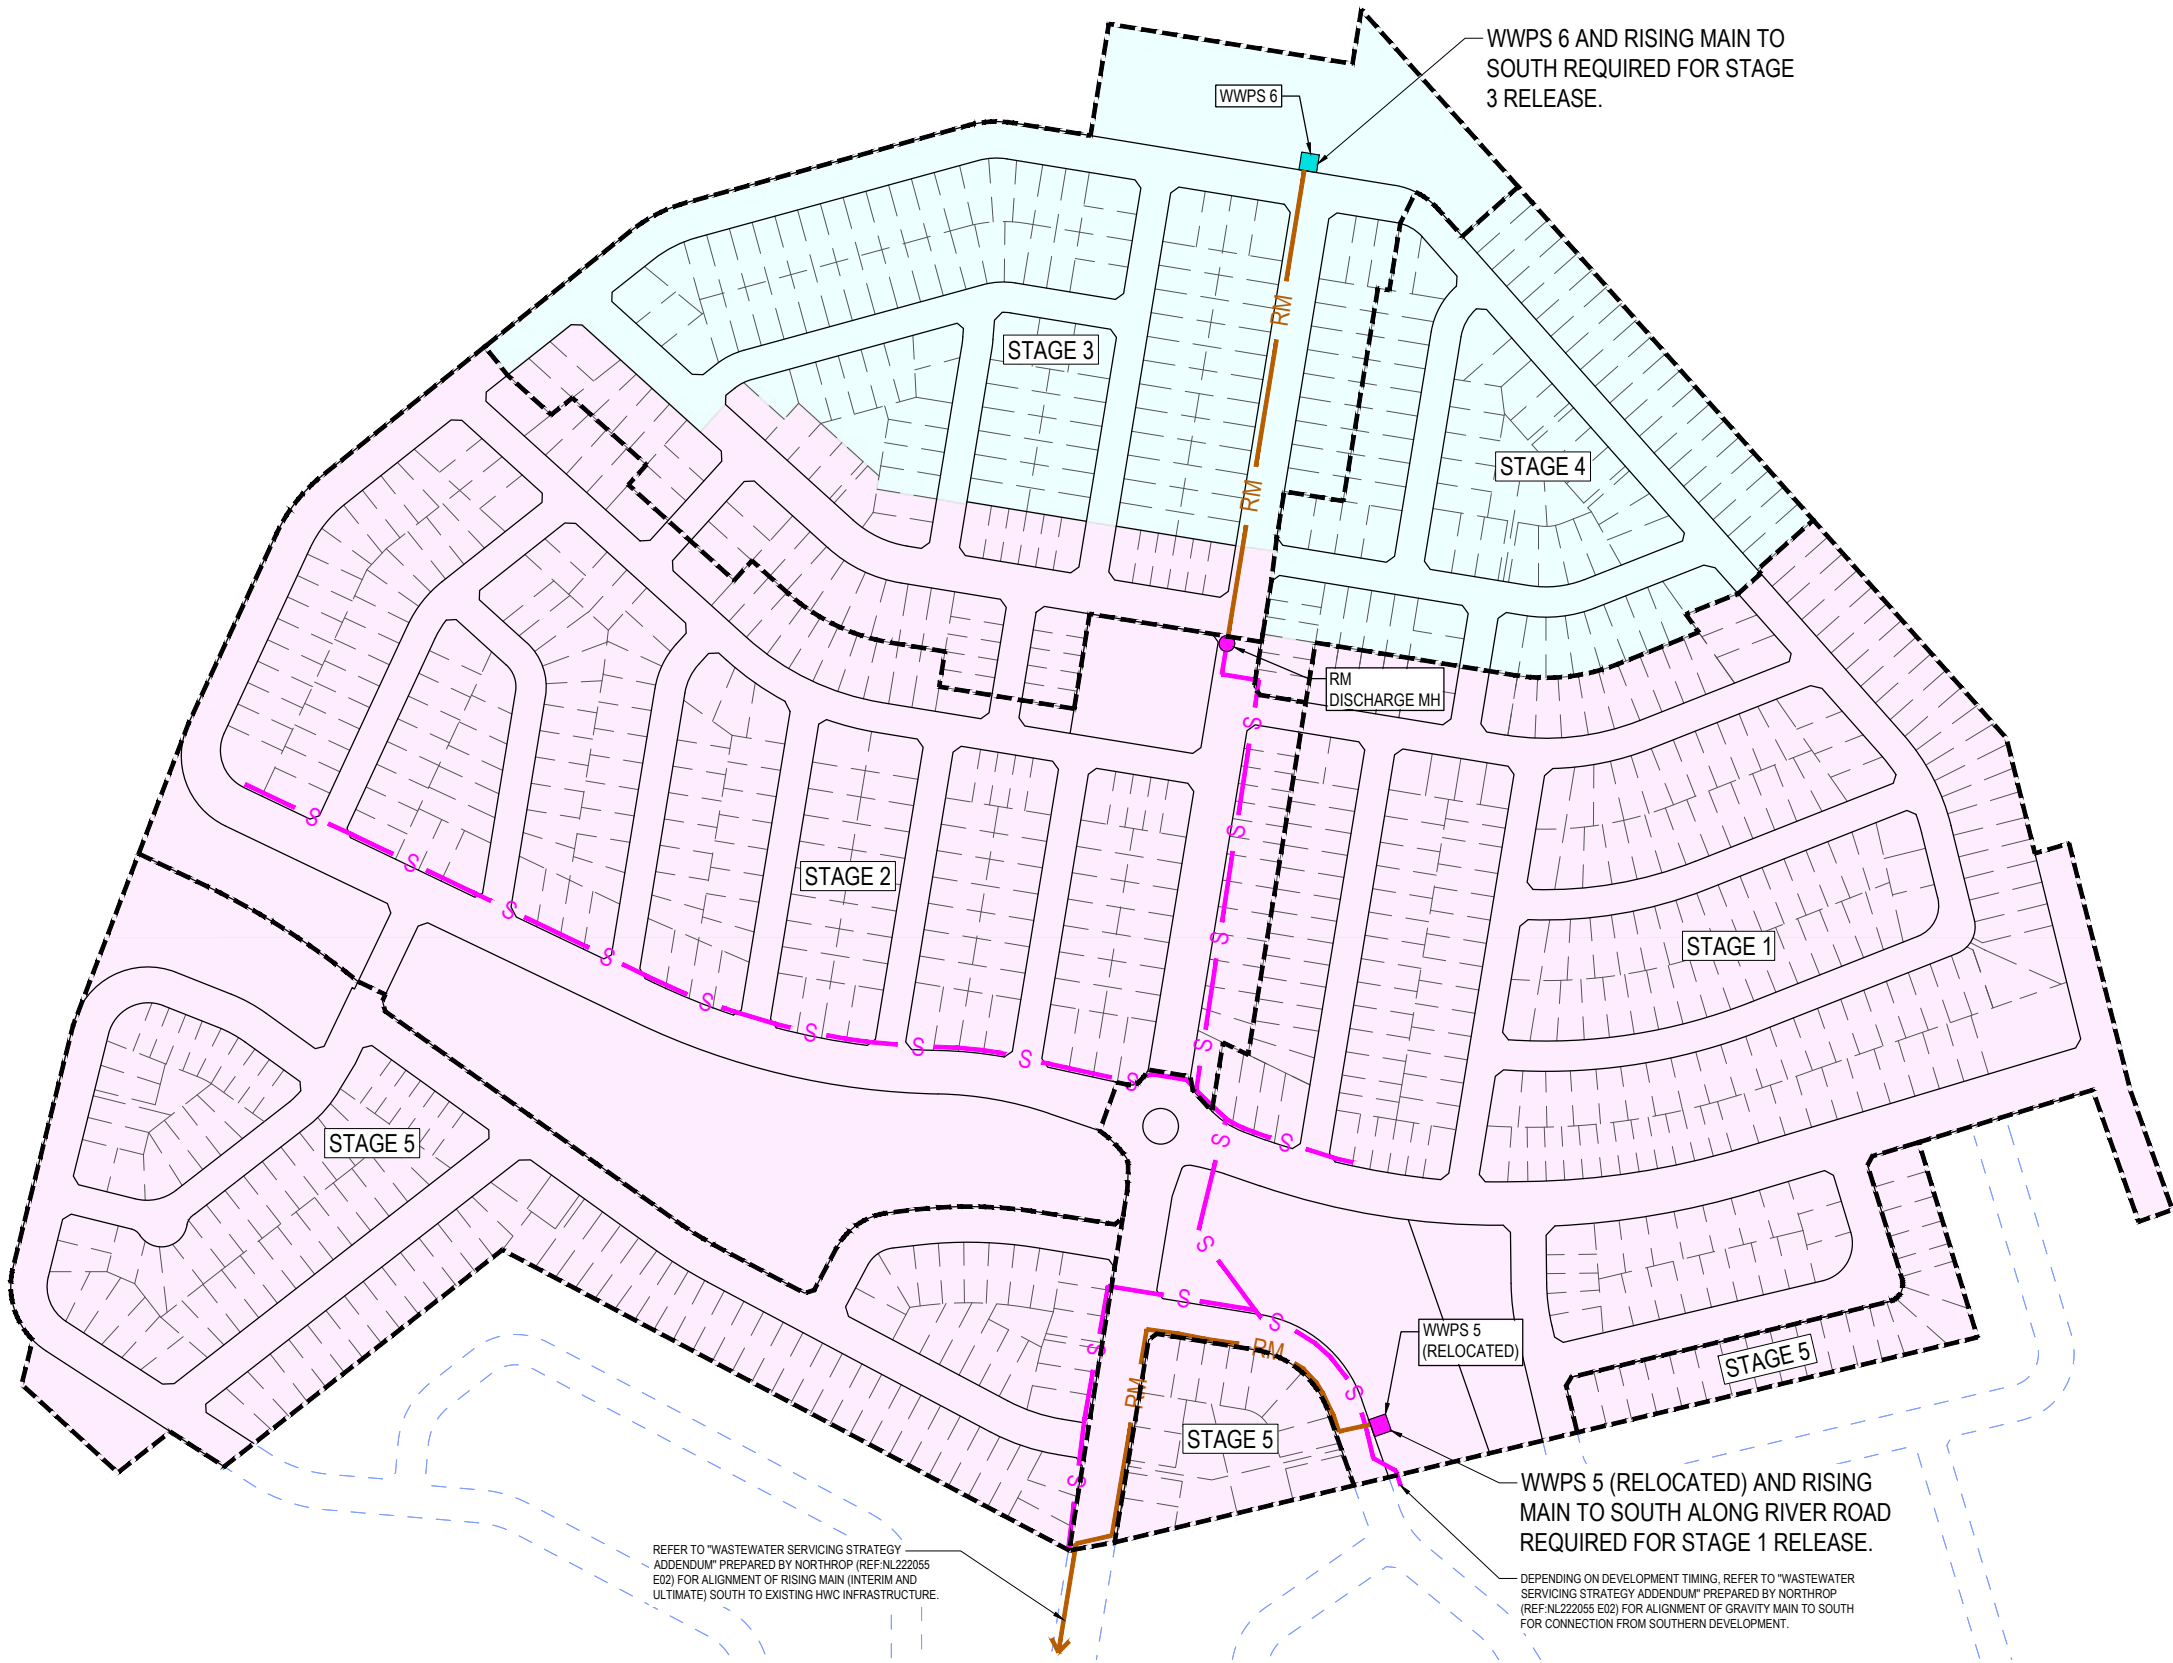 WWPS 6 AND RISING MAIN TO
SOUTH REQUIRED FOR STAGE
3 RELEASE.
WWPS 6
RM
STAGE 3
STAGE 4
RM
RM
DISCHARGE MH
S
S
S
S
STAGE 2
S
S
STAGE 1
S
S
S
S
S
S
S
S
S
S
STAGE 5
S
S
S
S
WWPS 5
(RELOCATED)
S
RM
STAGE 5
RM
S
STAGE 5
S
WWPS 5 (RELOCATED) AND RISING
MAIN TO SOUTH ALONG RIVER ROAD
REQUIRED FOR STAGE 1 RELEASE.
REFER TO "WASTEWATER SERVICING STRATEGY
ADDENDUM" PREPARED BY NORTHROP (REF:NL222055
E02) FOR ALIGNMENT OF RISING MAIN (INTERIM AND
ULTIMATE) SOUTH TO EXISTING HWC INFRASTRUCTURE.
DEPENDING ON DEVELOPMENT TIMING, REFER TO "WASTEWATER
SERVICING STRATEGY ADDENDUM" PREPARED BY NORTHROP
(REF:NL222055 E02) FOR ALIGNMENT OF GRAVITY MAIN TO SOUTH
FOR CONNECTION FROM SOUTHERN DEVELOPMENT.